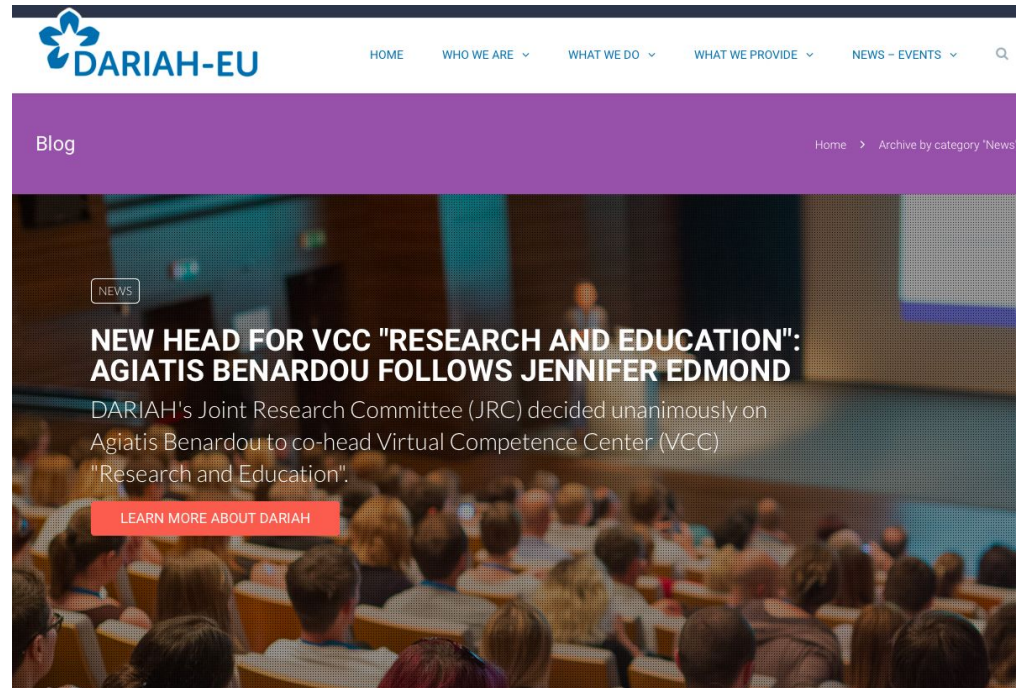 DARIAH-EU
HOME WHO WE ARE WHAT WE DO WHAT WE PROVIDE NEWS – EVENTS
Blog
Home > Archive by category "News"
NEWS
NEW HEAD FOR VCC "RESEARCH AND EDUCATION":
AGIATIS BENARDOU FOLLOWS JENNIFER EDMOND
DARIAH's Joint Research Committee (JRC) decided unanimously on
Agiatis Benardou to co-head Virtual Competence Center (VCC)
"Research and Education".
LEARN MORE ABOUT DARIAH